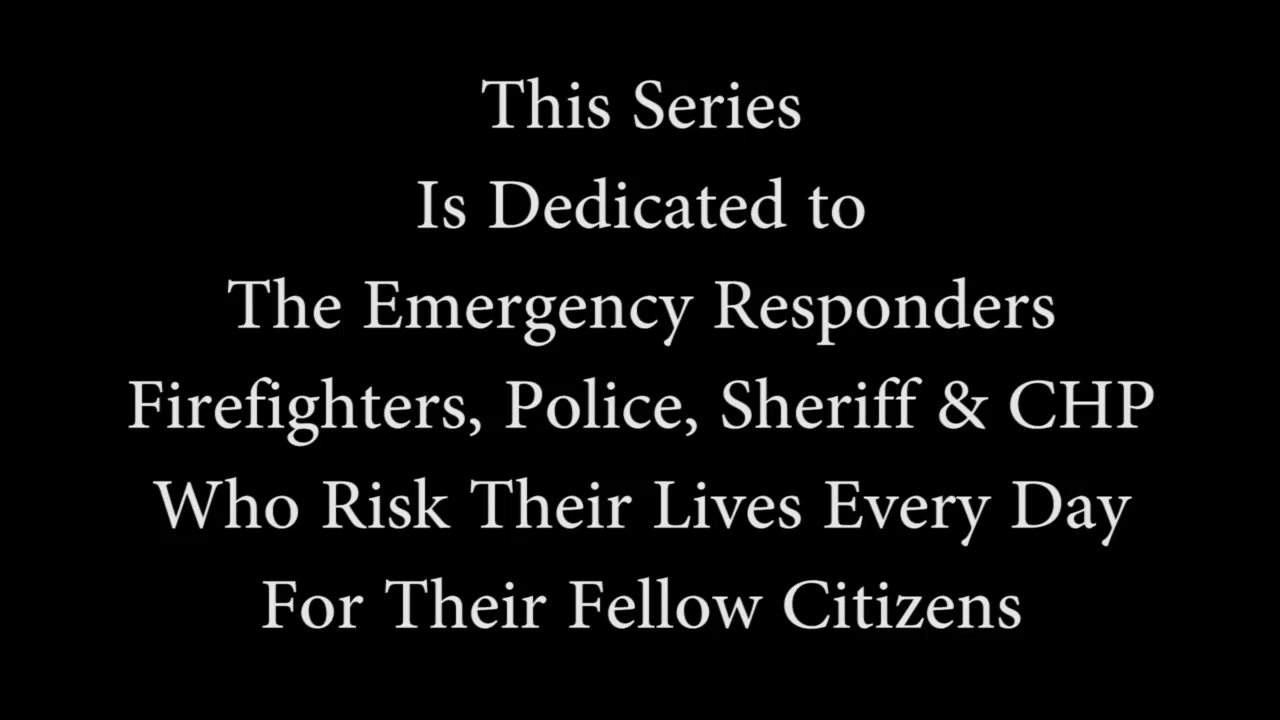 This Series
Is Dedicated to
The Emergency Responders
Firefighters, Police, Sheriff & CHP
Who Risk Their Lives Every Day
For Their Fellow Citizens